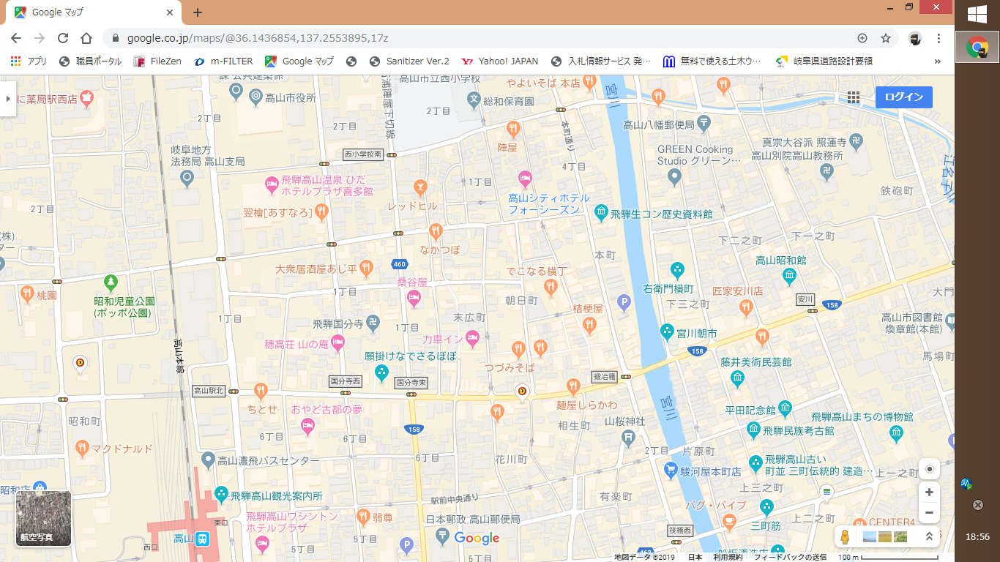 Google マップ
google.co.jp/maps/@36.1436854,137.2553895,17z
アプリ
職員ポータル
FileZen
m-FILTER
Google マップ
Sanitizer Ver.2
Yahoo! JAPAN
入札情報サービス 発…
無料で使える土木ウ…
岐阜県道路設計要領
»
ログイン
高山市立西小学校
やよいそば 本店
宮川
に薬局駅西店
高山市役所
総和保育園
2丁目
2丁目
2丁目
本町通り
高山八幡郵便局
陣屋
真宗大谷派 照蓮寺
高山別院高山教務所
岐阜地方
法務局 高山支局
西小学校南
GREEN Cooking
Studio グリーン…
4丁目
江名子
飛騨高山温泉 ひだ
ホテルプラザ喜多館
1丁目
鉄砲町
レッドヒル
高山シティホテル
フォーシーズン
2丁目
翌檜[あすなろ]
飛騨生コン歴史資料館
(株)
ター
下二之町
下一之町
なかつぼ
本町
高山昭和館
460
大衆居酒屋あじ平
でこなる横丁
桑谷屋
右衛門横町
匠家安川店
大門
1丁目
桃園
昭和児童公園
(ポッポ公園)
朝日町
桔梗屋
下三之町
安川
158
1丁目
飛騨国分寺
1丁目
末広町
高山市図書館
煥章館(本館)
高山本線
穂高荘 山の庵
力車イン
宮川朝市
158
願掛けなでさるぼぼ
つづみそば
藤井美術民芸館
馬場町
国分寺西
国分寺東
鍛冶橋
高山駅北
ちとせ
おやど古都の夢
麺屋しらかわ
宮川
平田記念館
昭和町
158
相生町
山桜神社
飛騨高山まちの博物館
飛騨民族考古館
マクドナルド
6丁目
6丁目
2丁目
片原町
高山濃飛バスセンター
6丁目
花川町
駿河屋本町店
飛騨高山古い
町並 三町伝統的 建造…
上一之町
昭和店
飛騨高山観光案内所
駅前中央通り
有楽町
上三之町
バグ・パイプ
飛騨高山ワシントン
ホテルプラザ
弱尊
日本郵政 高山郵便局
三町筋
上二之町
東口
筏橋西
CENTER4
航空写真
高山
西口
5丁目
5丁目
5丁目
Google
18:56
地図データ ©2019 日本 利用規約 フィードバックの送信 100 m